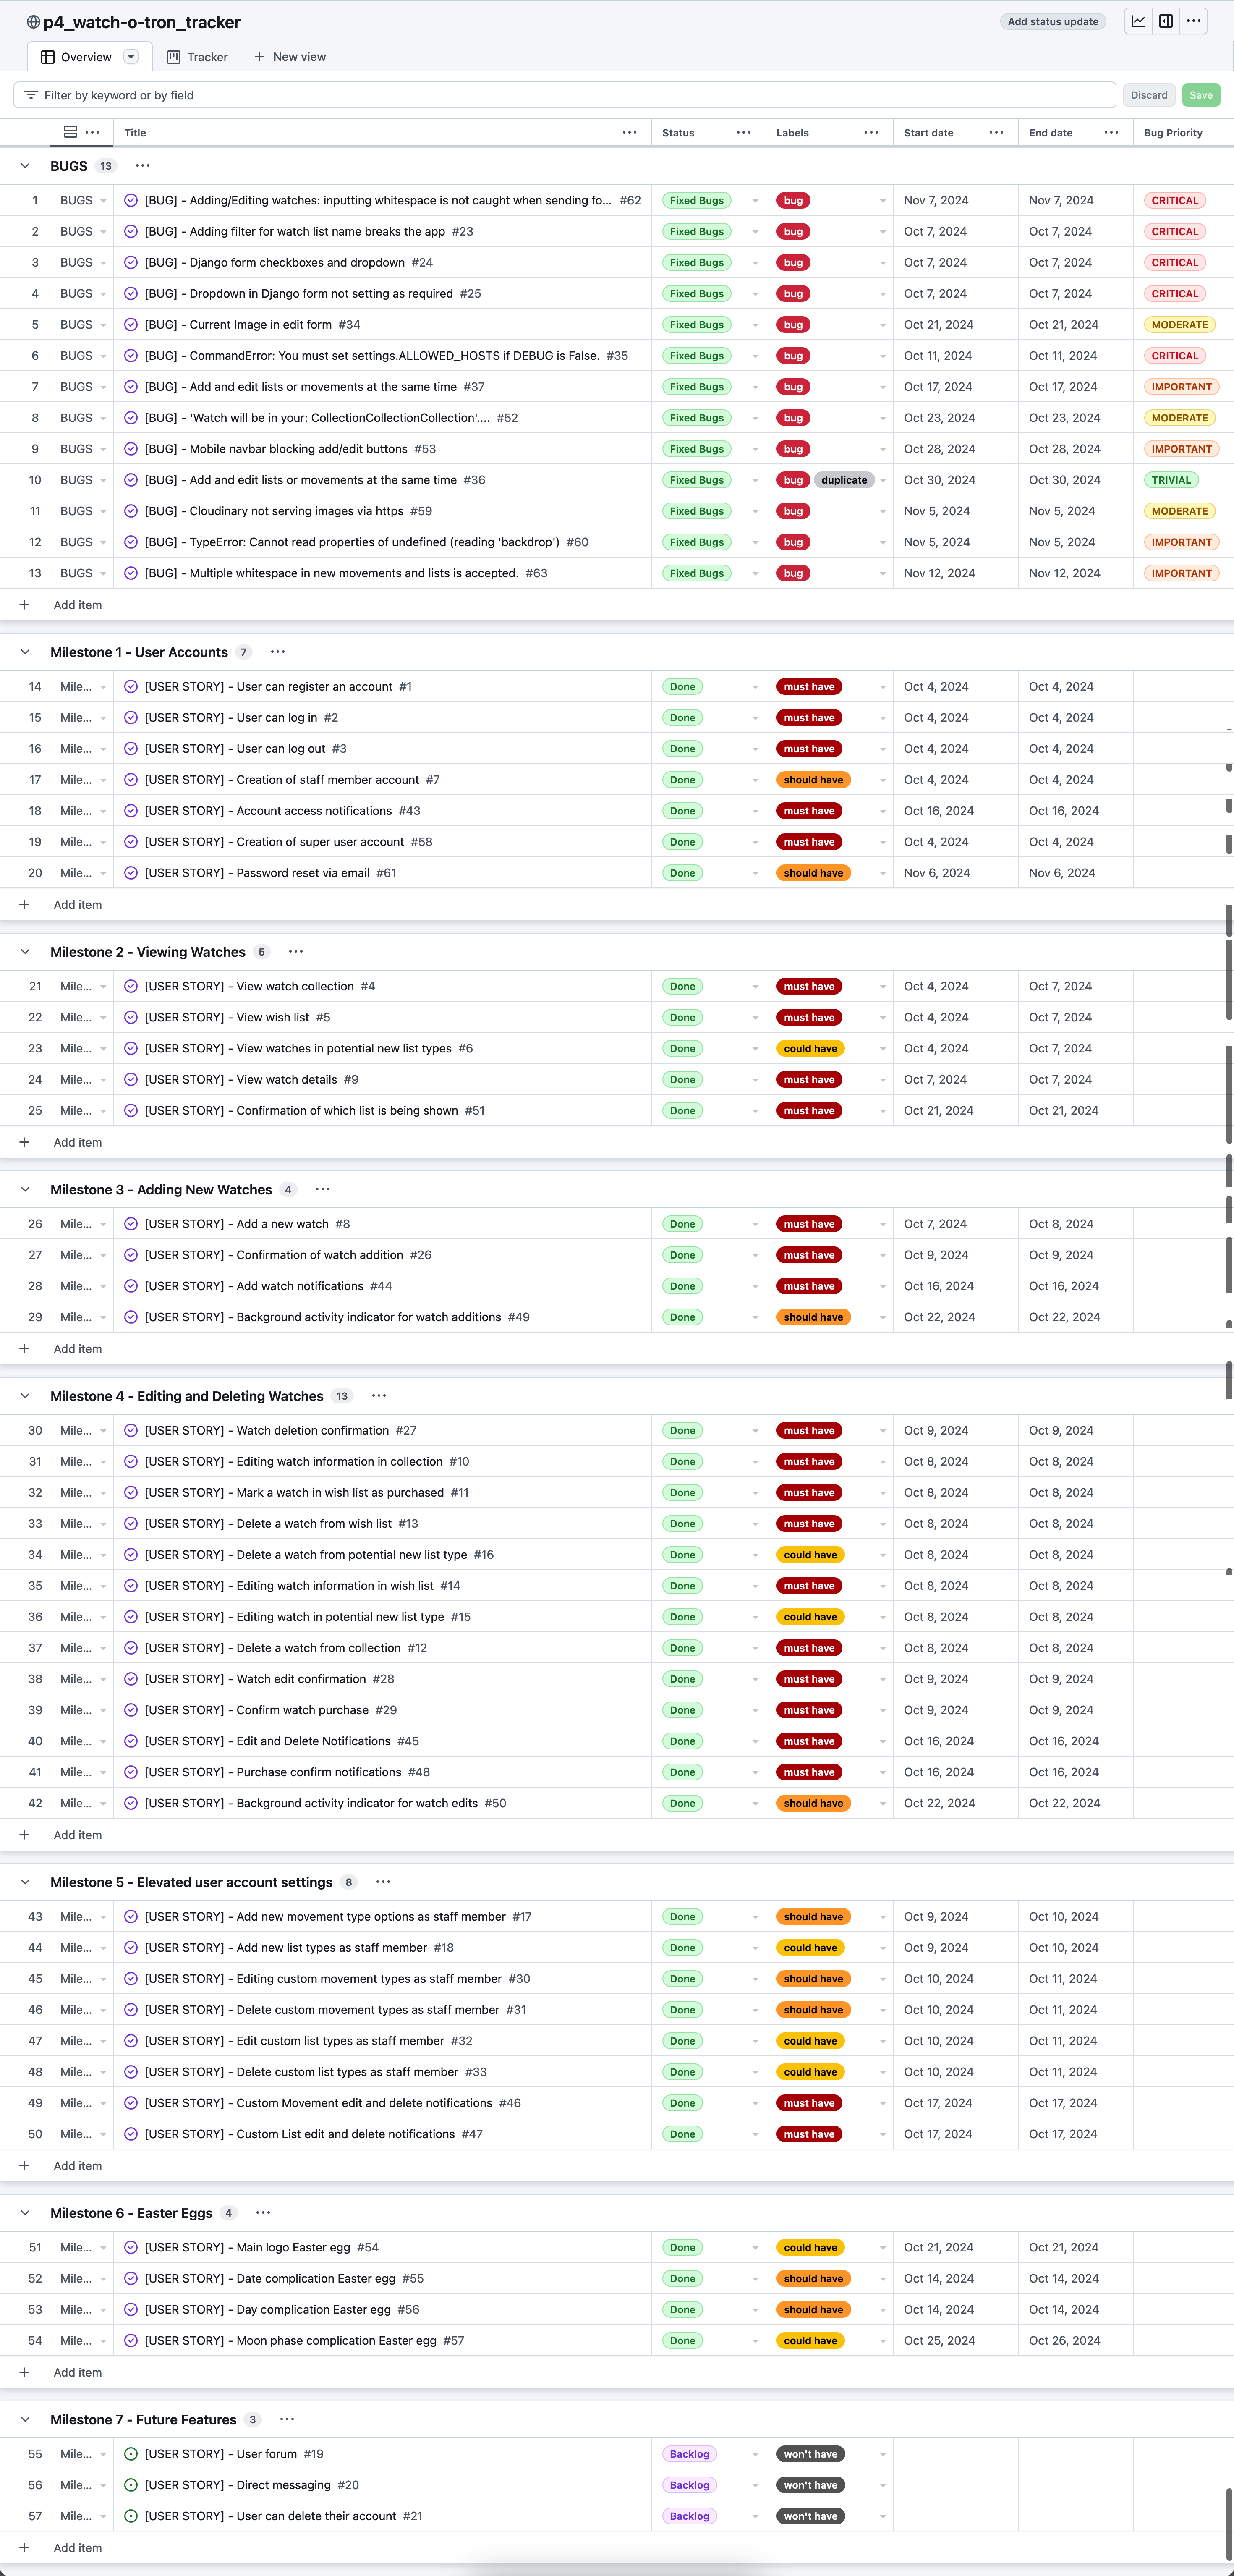 p4_watch-o-tron_tracker Add status update
Overview Tracker New view
Filter by keyword or by field Discard Save
Title Status Labels Start date End date Bug Priority
BUGS 13
1 BUGS [BUG] - Adding/Editing watches: inputting whitespace is not caught when sending fo... #62 Fixed Bugs bug Nov 7, 2024 Nov 7, 2024 CRITICAL
2 BUGS [BUG] - Adding filter for watch list name breaks the app #23 Fixed Bugs bug Oct 7, 2024 Oct 7, 2024 CRITICAL
3 BUGS [BUG] - Django form checkboxes and dropdown #24 Fixed Bugs bug Oct 7, 2024 Oct 7, 2024 CRITICAL
4 BUGS [BUG] - Dropdown in Django form not setting as required #25 Fixed Bugs bug Oct 7, 2024 Oct 7, 2024 CRITICAL
5 BUGS [BUG] - Current Image in edit form #34 Fixed Bugs bug Oct 21, 2024 Oct 21, 2024 MODERATE
6 BUGS [BUG] - CommandError: You must set settings.ALLOWED_HOSTS if DEBUG is False. #35 Fixed Bugs bug Oct 11, 2024 Oct 11, 2024 CRITICAL
7 BUGS [BUG] - Add and edit lists or movements at the same time #37 Fixed Bugs bug Oct 17, 2024 Oct 17, 2024 IMPORTANT
8 BUGS [BUG] - 'Watch will be in your: CollectionCollectionCollection'.... #52 Fixed Bugs bug Oct 23, 2024 Oct 23, 2024 MODERATE
9 BUGS [BUG] - Mobile navbar blocking add/edit buttons #53 Fixed Bugs bug Oct 28, 2024 Oct 28, 2024 IMPORTANT
10 BUGS [BUG] - Add and edit lists or movements at the same time #36 Fixed Bugs bug duplicate Oct 30, 2024 Oct 30, 2024 TRIVIAL
11 BUGS [BUG] - Cloudinary not serving images via https #59 Fixed Bugs bug Nov 5, 2024 Nov 5, 2024 MODERATE
12 BUGS [BUG] - TypeError: Cannot read properties of undefined (reading 'backdrop') #60 Fixed Bugs bug Nov 5, 2024 Nov 5, 2024 IMPORTANT
13 BUGS [BUG] - Multiple whitespace in new movements and lists is accepted. #63 Fixed Bugs bug Nov 12, 2024 Nov 12, 2024 IMPORTANT
Add item
Milestone 1 - User Accounts 7
14 Mile... [USER STORY] - User can register an account #1 Done must have Oct 4, 2024 Oct 4, 2024
15 Mile... [USER STORY] - User can log in #2 Done must have Oct 4, 2024 Oct 4, 2024
16 Mile... [USER STORY] - User can log out #3 Done must have Oct 4, 2024 Oct 4, 2024
17 Mile... [USER STORY] - Creation of staff member account #7 Done should have Oct 4, 2024 Oct 4, 2024
18 Mile... [USER STORY] - Account access notifications #43 Done must have Oct 16, 2024 Oct 16, 2024
19 Mile... [USER STORY] - Creation of super user account #58 Done must have Oct 4, 2024 Oct 4, 2024
20 Mile... [USER STORY] - Password reset via email #61 Done should have Nov 6, 2024 Nov 6, 2024
Add item
Milestone 2 - Viewing Watches 5
21 Mile... [USER STORY] - View watch collection #4 Done must have Oct 4, 2024 Oct 7, 2024
22 Mile... [USER STORY] - View wish list #5 Done must have Oct 4, 2024 Oct 7, 2024
23 Mile... [USER STORY] - View watches in potential new list types #6 Done could have Oct 4, 2024 Oct 7, 2024
24 Mile... [USER STORY] - View watch details #9 Done must have Oct 7, 2024 Oct 7, 2024
25 Mile... [USER STORY] - Confirmation of which list is being shown #51 Done must have Oct 21, 2024 Oct 21, 2024
Add item
Milestone 3 - Adding New Watches 4
26 Mile... [USER STORY] - Add a new watch #8 Done must have Oct 7, 2024 Oct 8, 2024
27 Mile... [USER STORY] - Confirmation of watch addition #26 Done must have Oct 9, 2024 Oct 9, 2024
28 Mile... [USER STORY] - Add watch notifications #44 Done must have Oct 16, 2024 Oct 16, 2024
29 Mile... [USER STORY] - Background activity indicator for watch additions #49 Done should have Oct 22, 2024 Oct 22, 2024
Add item
Milestone 4 - Editing and Deleting Watches 13
30 Mile... [USER STORY] - Watch deletion confirmation #27 Done must have Oct 9, 2024 Oct 9, 2024
31 Mile... [USER STORY] - Editing watch information in collection #10 Done must have Oct 8, 2024 Oct 8, 2024
32 Mile... [USER STORY] - Mark a watch in wish list as purchased #11 Done must have Oct 8, 2024 Oct 8, 2024
33 Mile... [USER STORY] - Delete a watch from wish list #13 Done must have Oct 8, 2024 Oct 8, 2024
34 Mile... [USER STORY] - Delete a watch from potential new list type #16 Done could have Oct 8, 2024 Oct 8, 2024
35 Mile... [USER STORY] - Editing watch information in wish list #14 Done must have Oct 8, 2024 Oct 8, 2024
36 Mile... [USER STORY] - Editing watch in potential new list type #15 Done could have Oct 8, 2024 Oct 8, 2024
37 Mile... [USER STORY] - Delete a watch from collection #12 Done must have Oct 8, 2024 Oct 8, 2024
38 Mile... [USER STORY] - Watch edit confirmation #28 Done must have Oct 9, 2024 Oct 9, 2024
39 Mile... [USER STORY] - Confirm watch purchase #29 Done must have Oct 9, 2024 Oct 9, 2024
40 Mile... [USER STORY] - Edit and Delete Notifications #45 Done must have Oct 16, 2024 Oct 16, 2024
41 Mile... [USER STORY] - Purchase confirm notifications #48 Done must have Oct 16, 2024 Oct 16, 2024
42 Mile... [USER STORY] - Background activity indicator for watch edits #50 Done should have Oct 22, 2024 Oct 22, 2024
Add item
Milestone 5 - Elevated user account settings 8
43 Mile... [USER STORY] - Add new movement type options as staff member #17 Done should have Oct 9, 2024 Oct 10, 2024
44 Mile... [USER STORY] - Add new list types as staff member #18 Done could have Oct 9, 2024 Oct 10, 2024
45 Mile... [USER STORY] - Editing custom movement types as staff member #30 Done should have Oct 10, 2024 Oct 11, 2024
46 Mile... [USER STORY] - Delete custom movement types as staff member #31 Done should have Oct 10, 2024 Oct 11, 2024
47 Mile... [USER STORY] - Edit custom list types as staff member #32 Done could have Oct 10, 2024 Oct 11, 2024
48 Mile... [USER STORY] - Delete custom list types as staff member #33 Done could have Oct 10, 2024 Oct 11, 2024
49 Mile... [USER STORY] - Custom Movement edit and delete notifications #46 Done must have Oct 17, 2024 Oct 17, 2024
50 Mile... [USER STORY] - Custom List edit and delete notifications #47 Done must have Oct 17, 2024 Oct 17, 2024
Add item
Milestone 6 - Easter Eggs 4
51 Mile... [USER STORY] - Main logo Easter egg #54 Done could have Oct 21, 2024 Oct 21, 2024
52 Mile... [USER STORY] - Date complication Easter egg #55 Done should have Oct 14, 2024 Oct 14, 2024
53 Mile... [USER STORY] - Day complication Easter egg #56 Done should have Oct 14, 2024 Oct 14, 2024
54 Mile... [USER STORY] - Moon phase complication Easter egg #57 Done could have Oct 25, 2024 Oct 26, 2024
Add item
Milestone 7 - Future Features 3
55 Mile... [USER STORY] - User forum #19 Backlog won't have
56 Mile... [USER STORY] - Direct messaging #20 Backlog won't have
57 Mile... [USER STORY] - User can delete their account #21 Backlog won't have
Add item